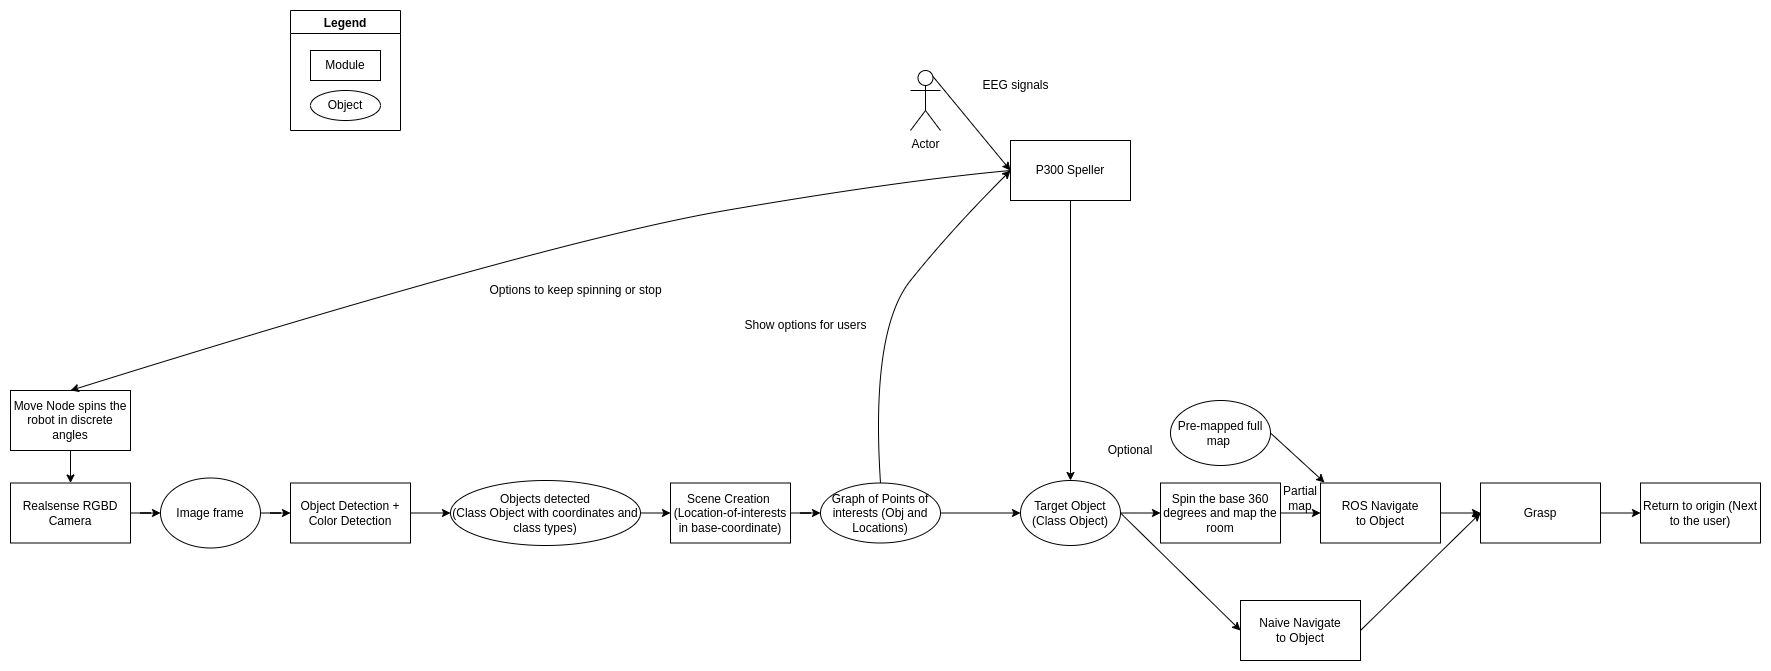 Legend
Module
Object
EEG signals
Actor
P300 Speller
Options to keep spinning or stop
Show options for users
Move Node spins the
robot in discrete
angles
Optional
Pre-mapped full
map
Realsense RGBD
Camera
Image frame
Object Detection +
Color Detection
Objects detected
(Class Object with coordinates and
class types)
Scene Creation
(Location-of-interests
in base-coordinate)
Graph of Points of
interests (Obj and
Locations)
Target Object
(Class Object)
Spin the base 360
degrees and map the
room
Partial
map
ROS Navigate
to Object
Grasp
Return to origin (Next
to the user)
Naive Navigate
to Object